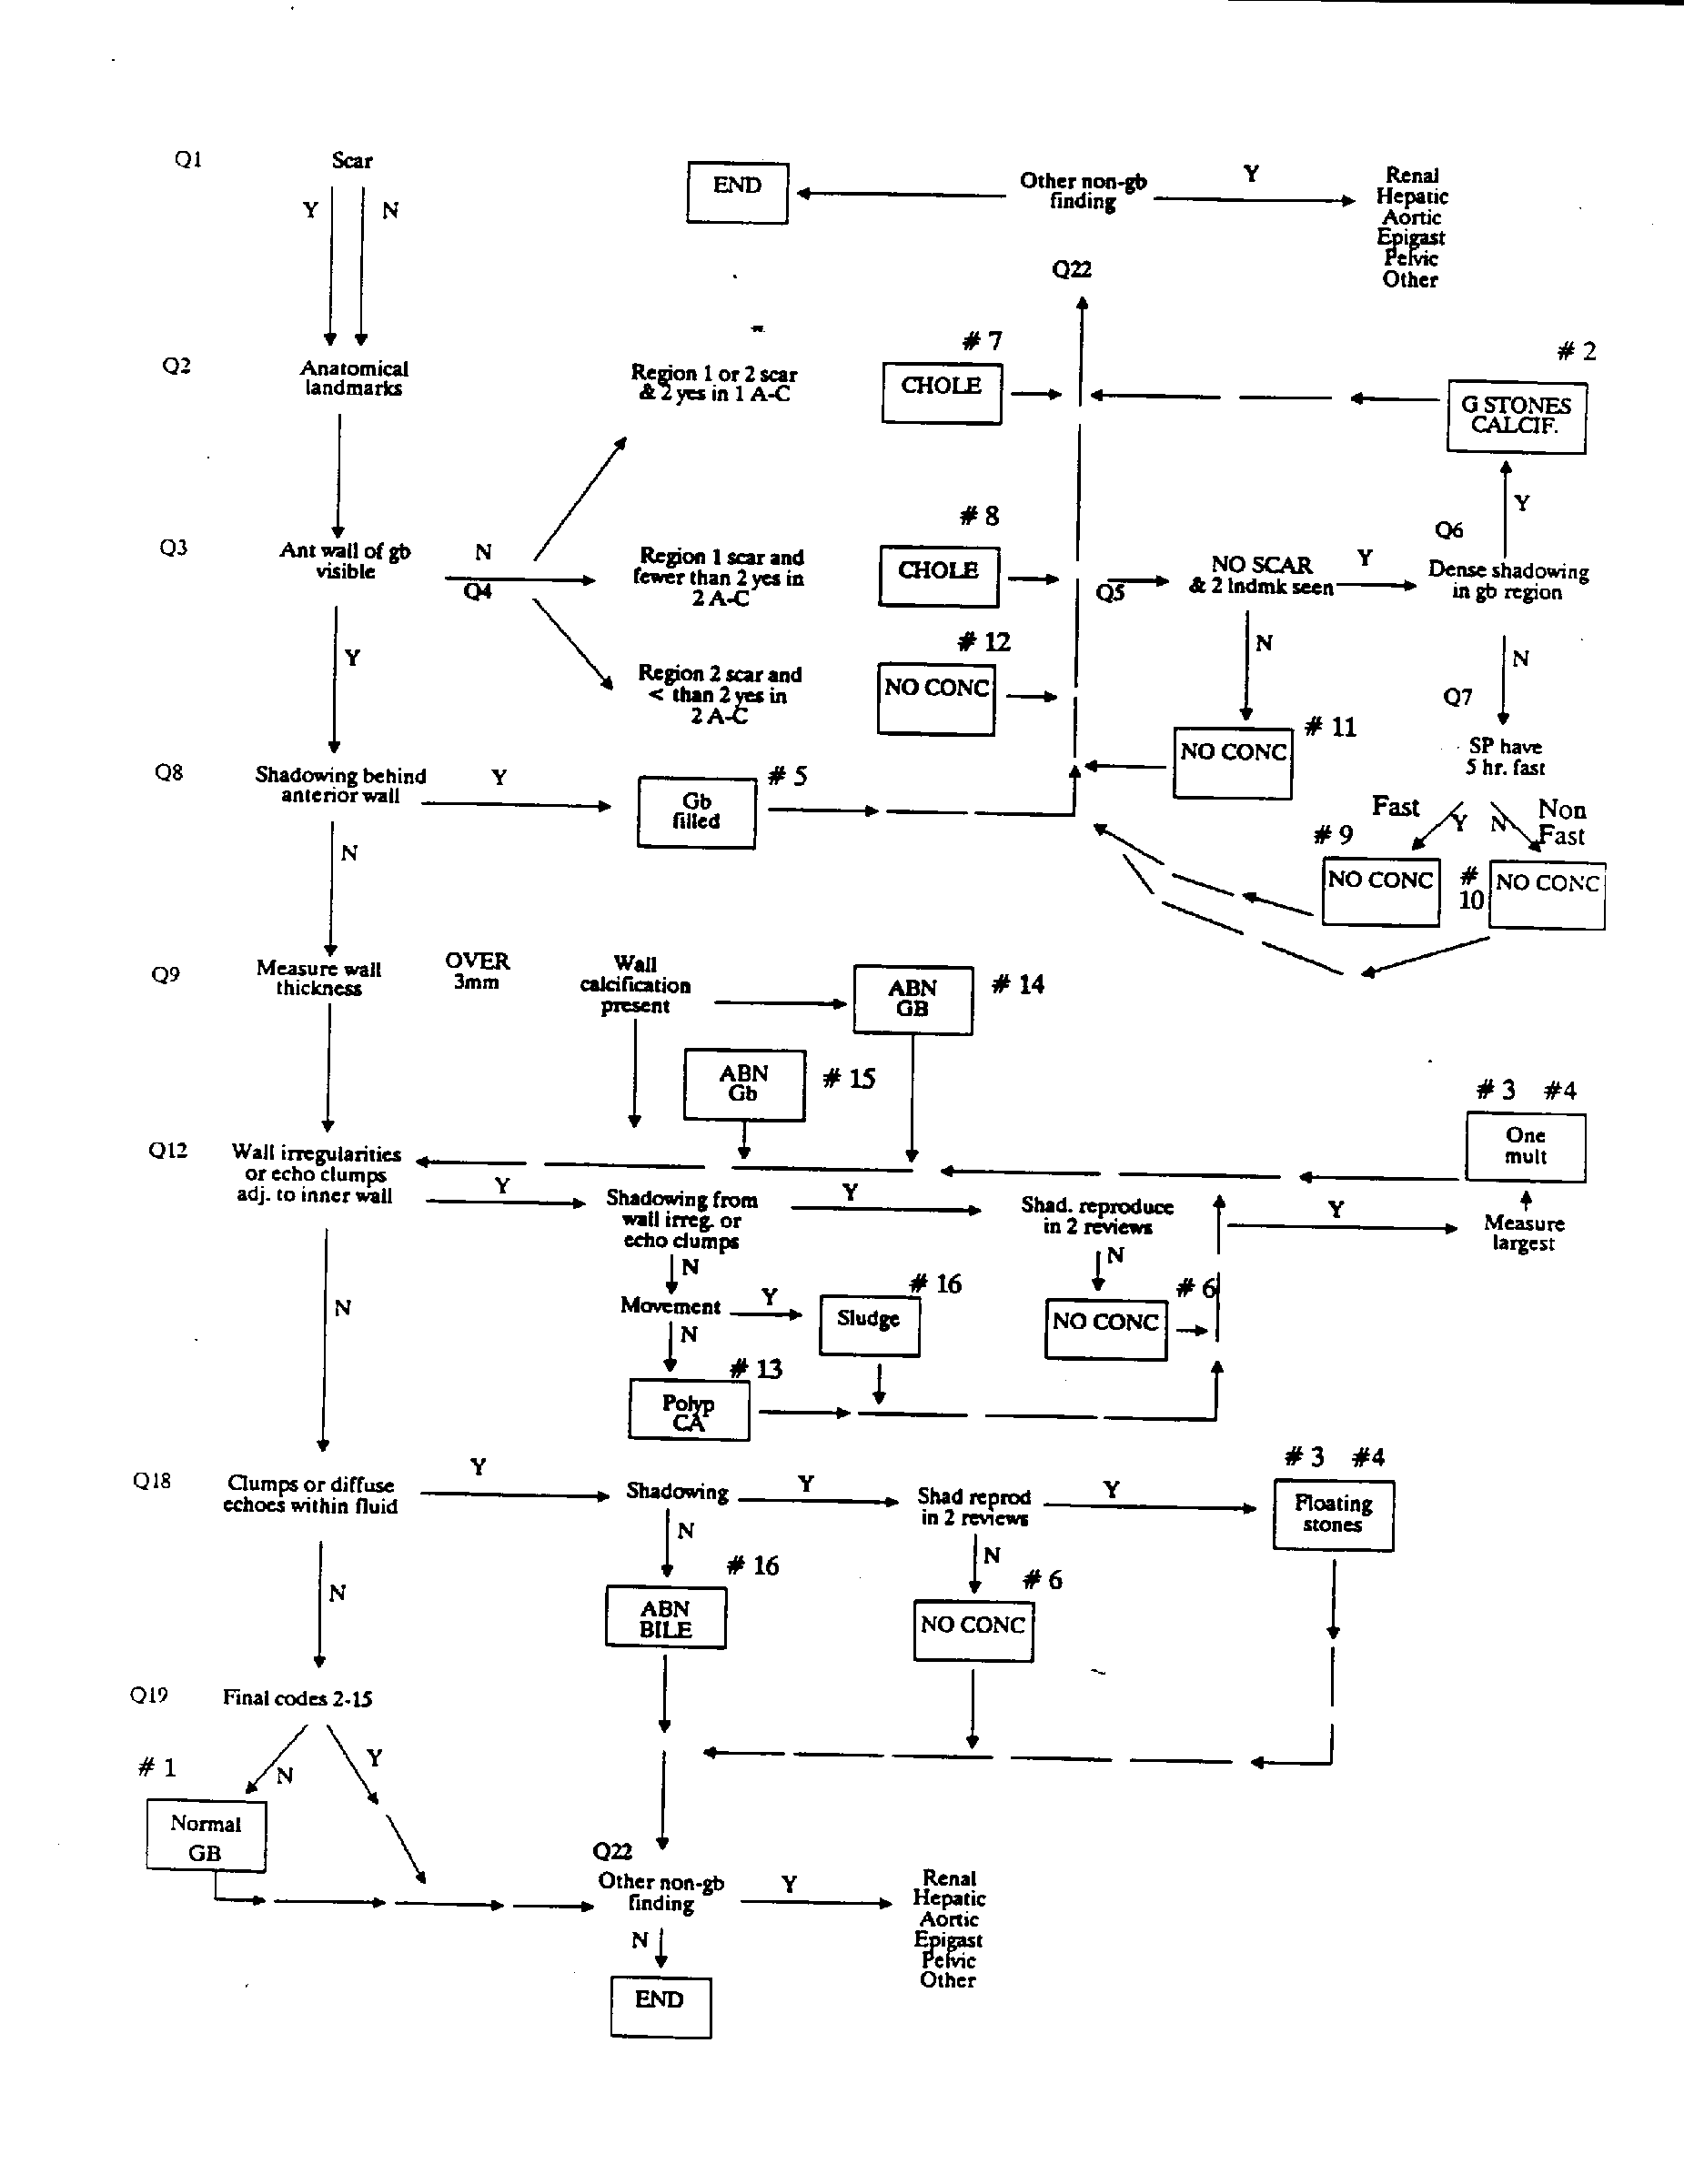 Q1
Scar
Y
N
END
Other non-gb
finding
Y
Renal
Hepatic
Aortic
Epigast
Pelvic
Other
Q22
Q2
Anatomical
landmarks
Region 1 or 2 scar
& 2 yes in 1 A-C
# 7
CHOLE
# 2
G STONES
CALCIF.
Y
Q3
Ant wall of gb
visible
N
Q4
Region 1 scar and
fewer than 2 yes in
2 A-C
# 8
CHOLE
Q5
NO SCAR
& 2 lndmk seen
Y
Q6
Dense shadowing
in gb region
Y
Region 2 scar and
< than 2 yes in
2 A-C
# 12
NO CONC
N
# 11
NO CONC
N
Q7
SP have
5 hr. fast
Q8
Shadowing behind
anterior wall
Y
# 5
Gb
filled
Fast
Y
N
Non
Fast
# 9
NO CONC
#
10
NO CONC
N
Q9
Measure wall
thickness
OVER
3mm
Wall
calcification
present
ABN
GB
# 14
ABN
Gb
# 15
# 3 #4
One
mult
Q12
Wall irregularities
or echo clumps
adj. to inner wall
Y
Shadowing from
wall irreg. or
echo clumps
Y
Shad. reproduce
in 2 reviews
Y
Measure
largest
N
N
N
Movement
Y
# 16
Sludge
# 6
NO CONC
N
# 13
Polyp
CA
Q18
Clumps or diffuse
echoes within fluid
Y
Shadowing
Y
Shad reprod
in 2 reviews
Y
# 3 #4
Floating
stones
N
N
N
# 16
ABN
BILE
# 6
NO CONC
Q19
Final codes 2-15
N
Y
# 1
Normal
GB
Q22
Other non-gb
finding
Y
Renal
Hepatic
Aortic
Epigast
Pelvic
Other
N
END